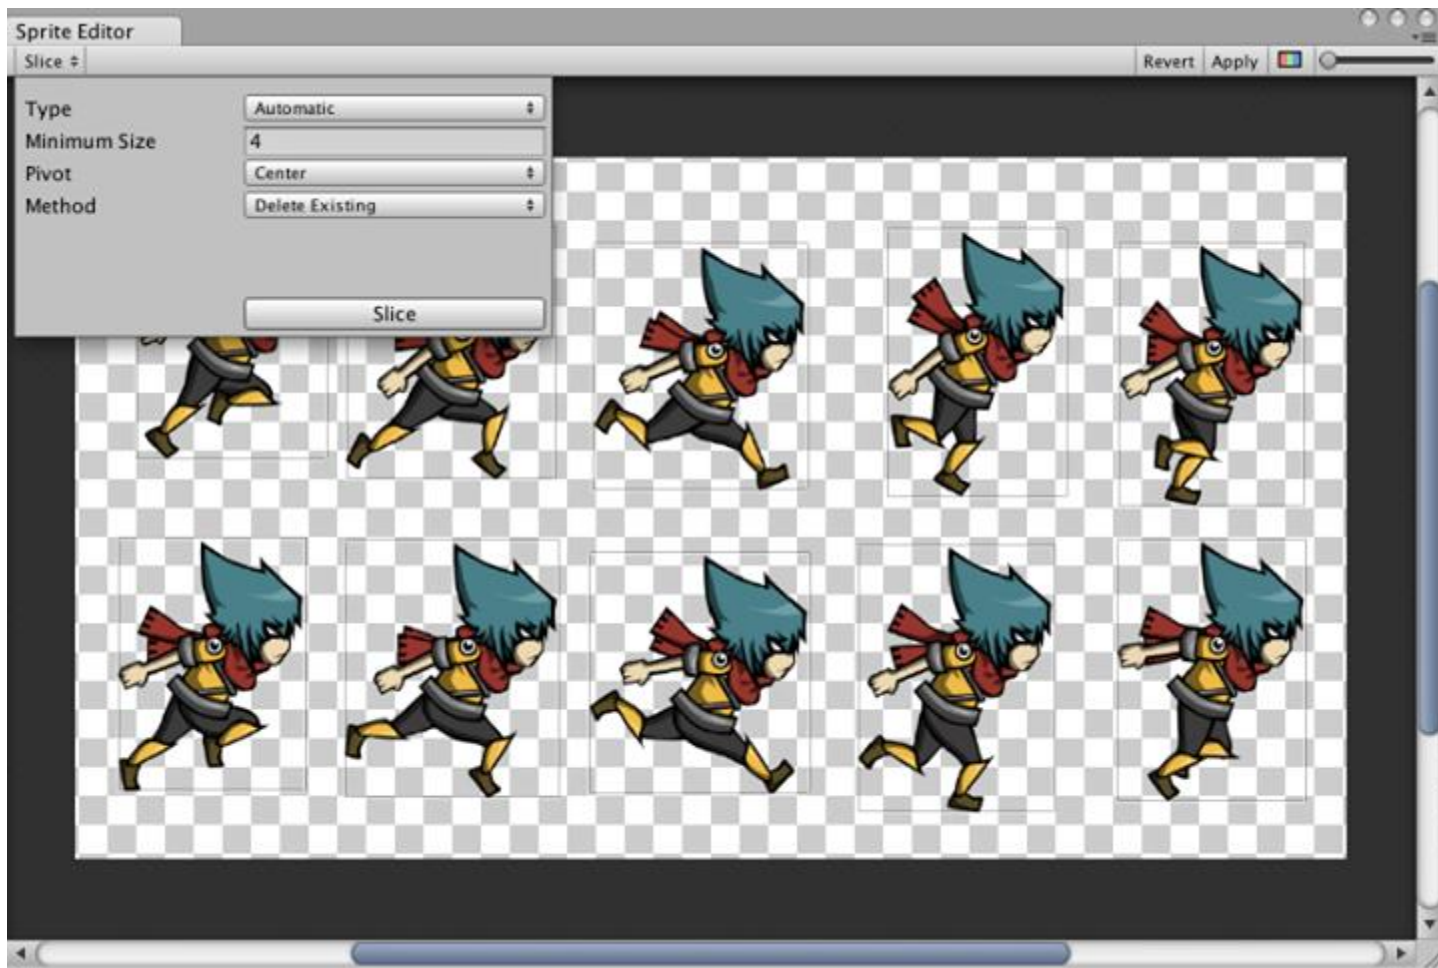 Sprite Editor
Slice Revert Apply
Type Automatic
Minimum Size 4
Pivot Center
Method Delete Existing
Slice